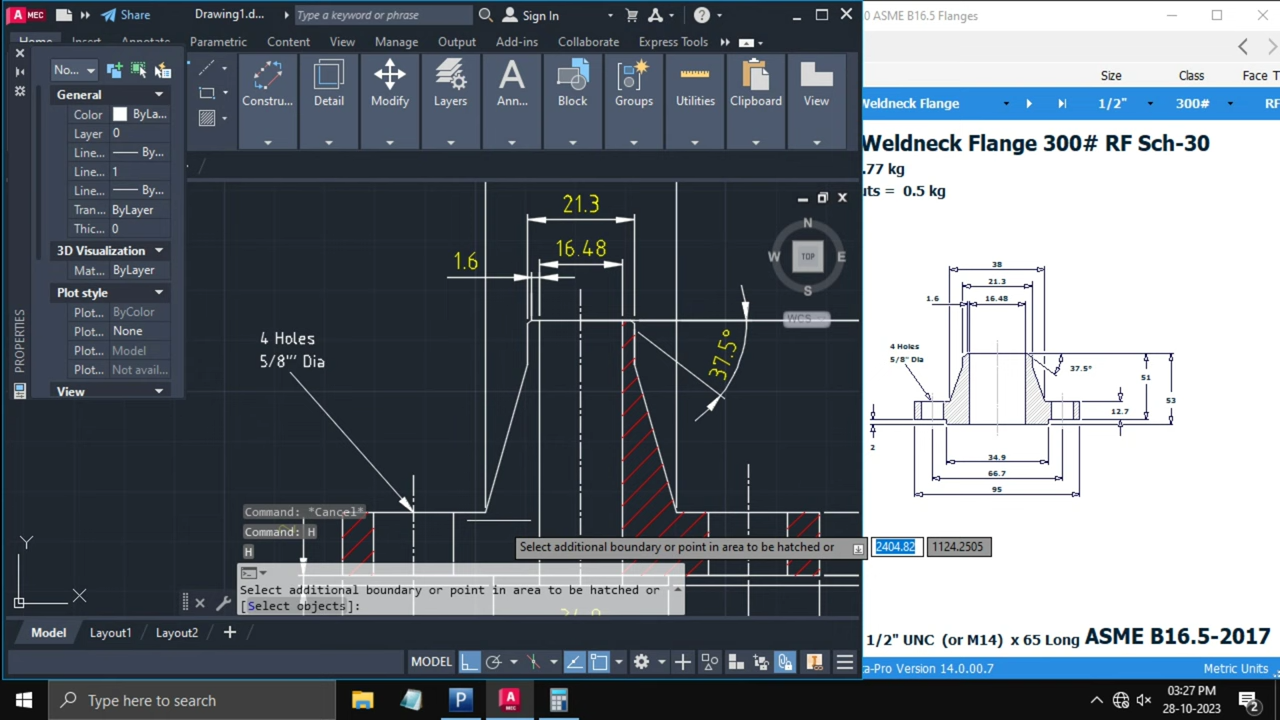 MEC
Share
Drawing1.d...
Type a keyword or phrase
Sign In
Home
Insert
Annotate
Parametric
Content
View
Manage
Output
Add-ins
Collaborate
Express Tools
No...
General
Color
ByLa...
Layer
0
Line...
By...
Line...
1
Line...
By...
Tran...
ByLayer
Thic...
0
3D Visualization
Mat...
ByLayer
Plot style
Plot...
ByColor
Plot...
None
Plot...
Model
Plot...
Not avai...
View
PROPERTIES
Constru...
Detail
Modify
Layers
Ann...
Block
Groups
Utilities
Clipboard
View
21.3
16.48
1.6
37.5°
4 Holes
5/8"' Dia
N
W
TOP
E
S
WCS
Command: *Cancel*
Command: H
H
Select additional boundary or point in area to be hatched or
2404.82
1124.2505
Select additional boundary or point in area to be hatched or
[Select objects]:
34.9
Y
X
Model
Layout1
Layout2
MODEL
0 ASME B16.5 Flanges
Size
Class
Face T
Weldneck Flange
1/2"
300#
RF
Weldneck Flange 300# RF Sch-30
.77 kg
uts = 0.5 kg
38
21.3
1.6
16.48
4 Holes
5/8" Dia
37.5°
51
53
12.7
2
34.9
66.7
95
1/2" UNC (or M14) x 65 Long ASME B16.5-2017
ta-Pro Version 14.0.00.7
Metric Units
Type here to search
P
A
MEC
03:27 PM
28-10-2023
2